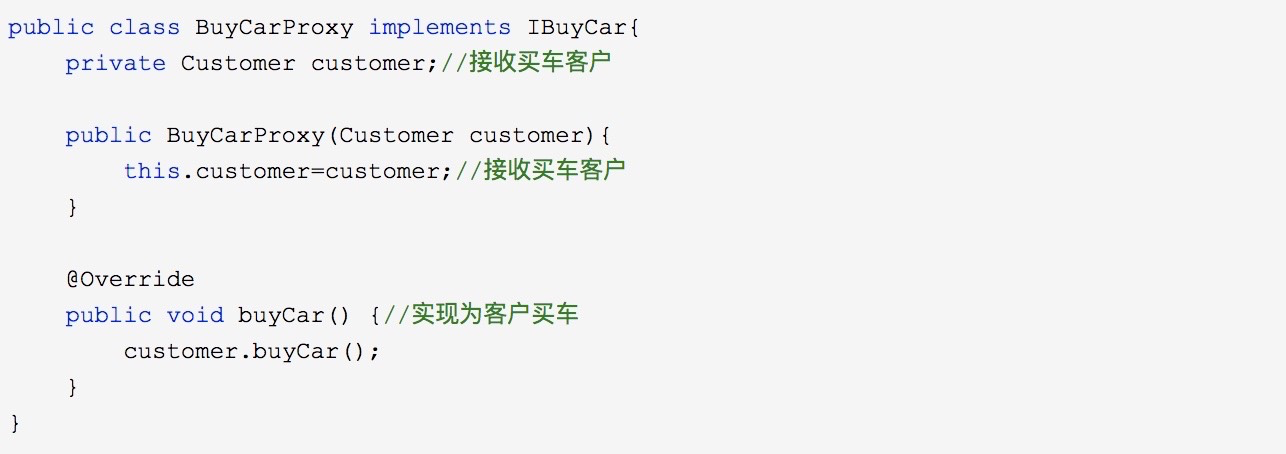 public class BuyCarProxy implements IBuyCar{
private Customer customer;//接收买车客户
public BuyCarProxy(Customer customer){
this.customer=customer;//接收买车客户
}
@Override
public void buyCar() {//实现为客户买车
customer.buyCar();
}
}